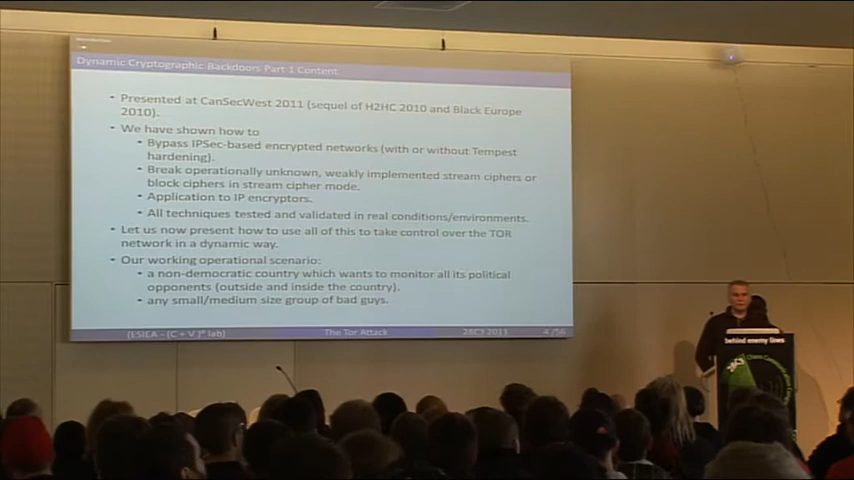 Dynamic Cryptographic Backdoors Part 1 Content
• Presented at CanSecWest 2011 (sequel of H2HC 2010 and Black Europe
2010).
• We have shown how to
• Bypass IPSec-based encrypted networks (with or without Tempest
hardening).
• Break operationally unknown, weakly implemented stream ciphers or
block ciphers in stream cipher mode.
• Application to IP encryptors.
• All techniques tested and validated in real conditions/environments.
• Let us now present how to use all of this to take control over the TOR
network in a dynamic way.
• Our working operational scenario:
• a non-democratic country which wants to monitor all its political
opponents (outside and inside the country).
• any small/medium size group of bad guys.
(ESIEA - (C + V)^O lab) The Tor Attack 28C3 2011 4 /56
behind enemy lines